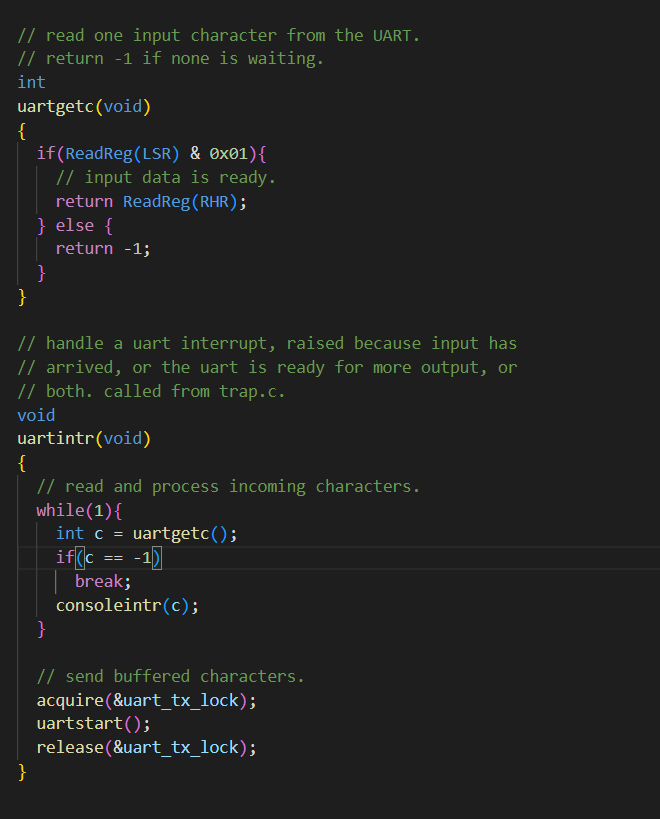 // read one input character from the UART.
// return -1 if none is waiting.
int
uartgetc(void)
{
  if(ReadReg(LSR) & 0x01){
    // input data is ready.
    return ReadReg(RHR);
  } else {
    return -1;
  }
}

// handle a uart interrupt, raised because input has
// arrived, or the uart is ready for more output, or
// both. called from trap.c.
void
uartintr(void)
{
  // read and process incoming characters.
  while(1){
    int c = uartgetc();
    if(c == -1)
      break;
    consoleintr(c);
  }

  // send buffered characters.
  acquire(&uart_tx_lock);
  uartstart();
  release(&uart_tx_lock);
}